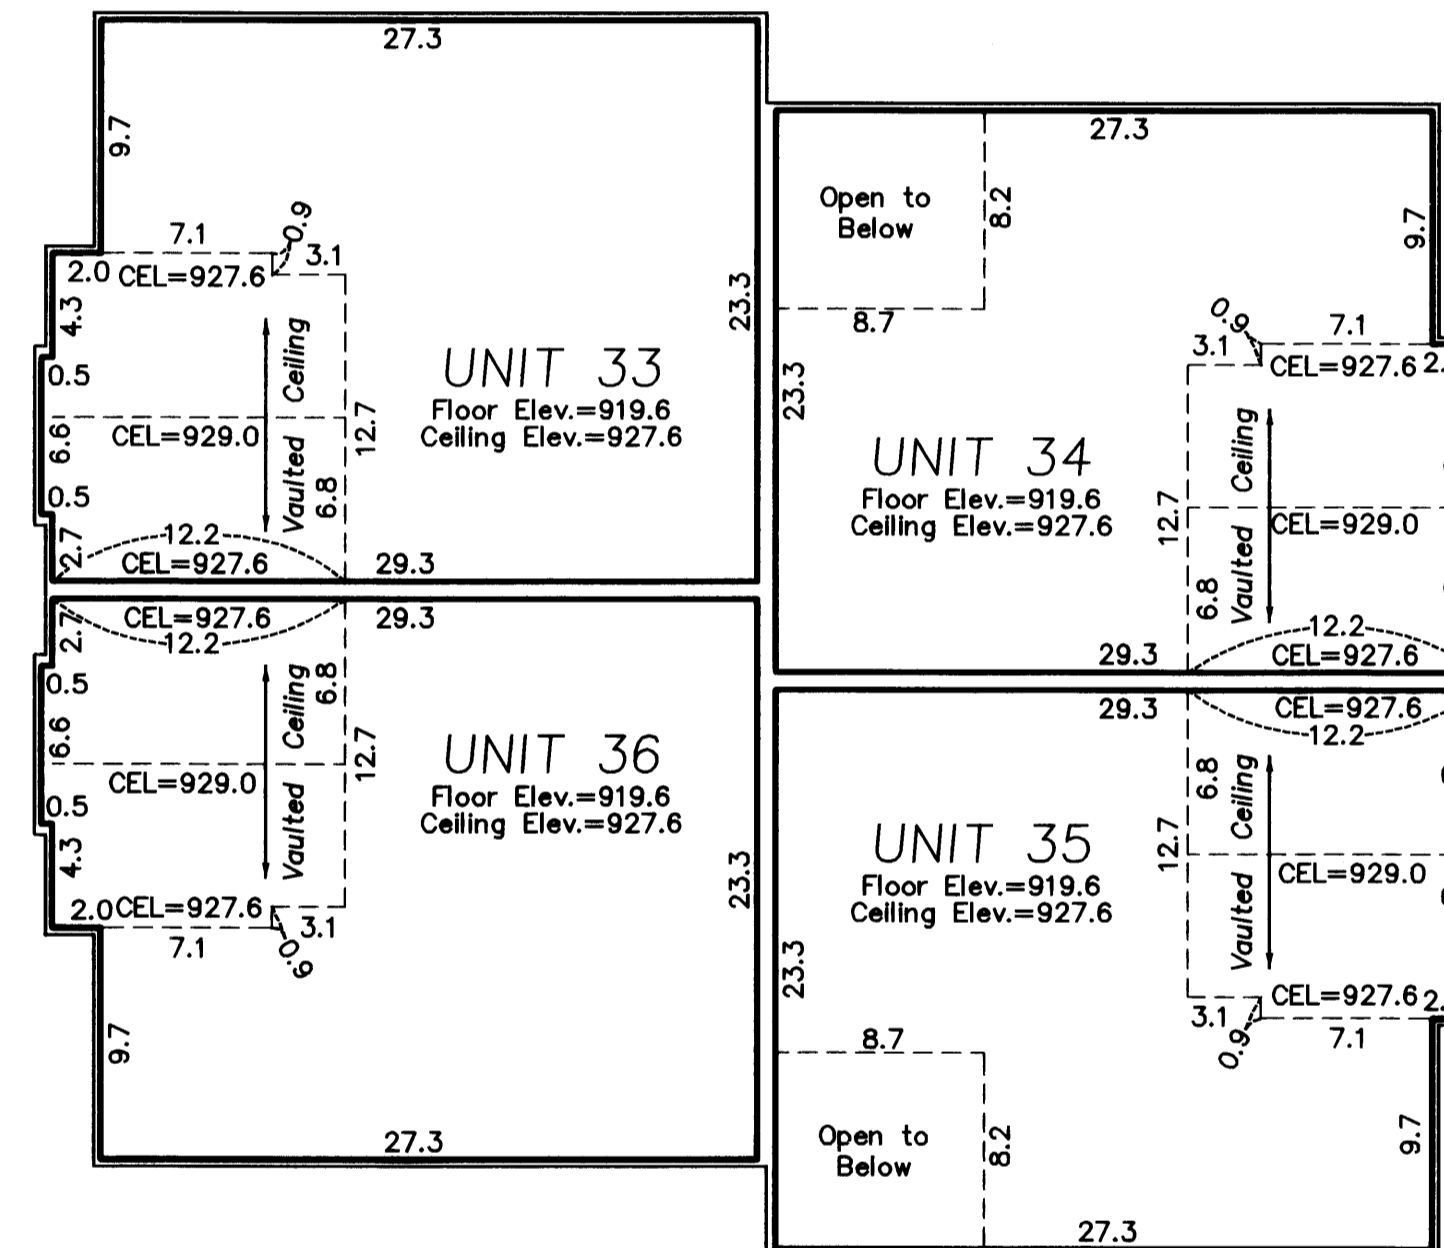 27.3
9.7
7.1
0.9
3.1
2.0
CEL=927.6
4.3
0.5
6.6
CEL=929.0
0.5
2.7
12.2
CEL=927.6
Vaulted Ceiling
6.8
12.7
23.3
29.3
UNIT 33
Floor Elev.=919.6
Ceiling Elev.=927.6
27.3
Open to
Below
8.2
8.7
9.7
23.3
0.9
7.1
3.1
CEL=927.6
2.
UNIT 34
Floor Elev.=919.6
Ceiling Elev.=927.6
12.7
Vaulted Ceiling
CEL=929.0
6.8
12.2
CEL=927.6
29.3
CEL=927.6
29.3
2.7
12.2
0.5
6.6
CEL=929.0
0.5
4.3
Vaulted Ceiling
6.8
12.7
2.0
CEL=927.6
3.1
7.1
0.9
UNIT 36
Floor Elev.=919.6
Ceiling Elev.=927.6
23.3
9.7
27.3
29.3
CEL=927.6
12.2
6.8
Vaulted Ceiling
12.7
CEL=929.0
UNIT 35
Floor Elev.=919.6
Ceiling Elev.=927.6
23.3
CEL=927.6
2.
3.1
0.9
7.1
8.7
Open to
Below
8.2
9.7
27.3